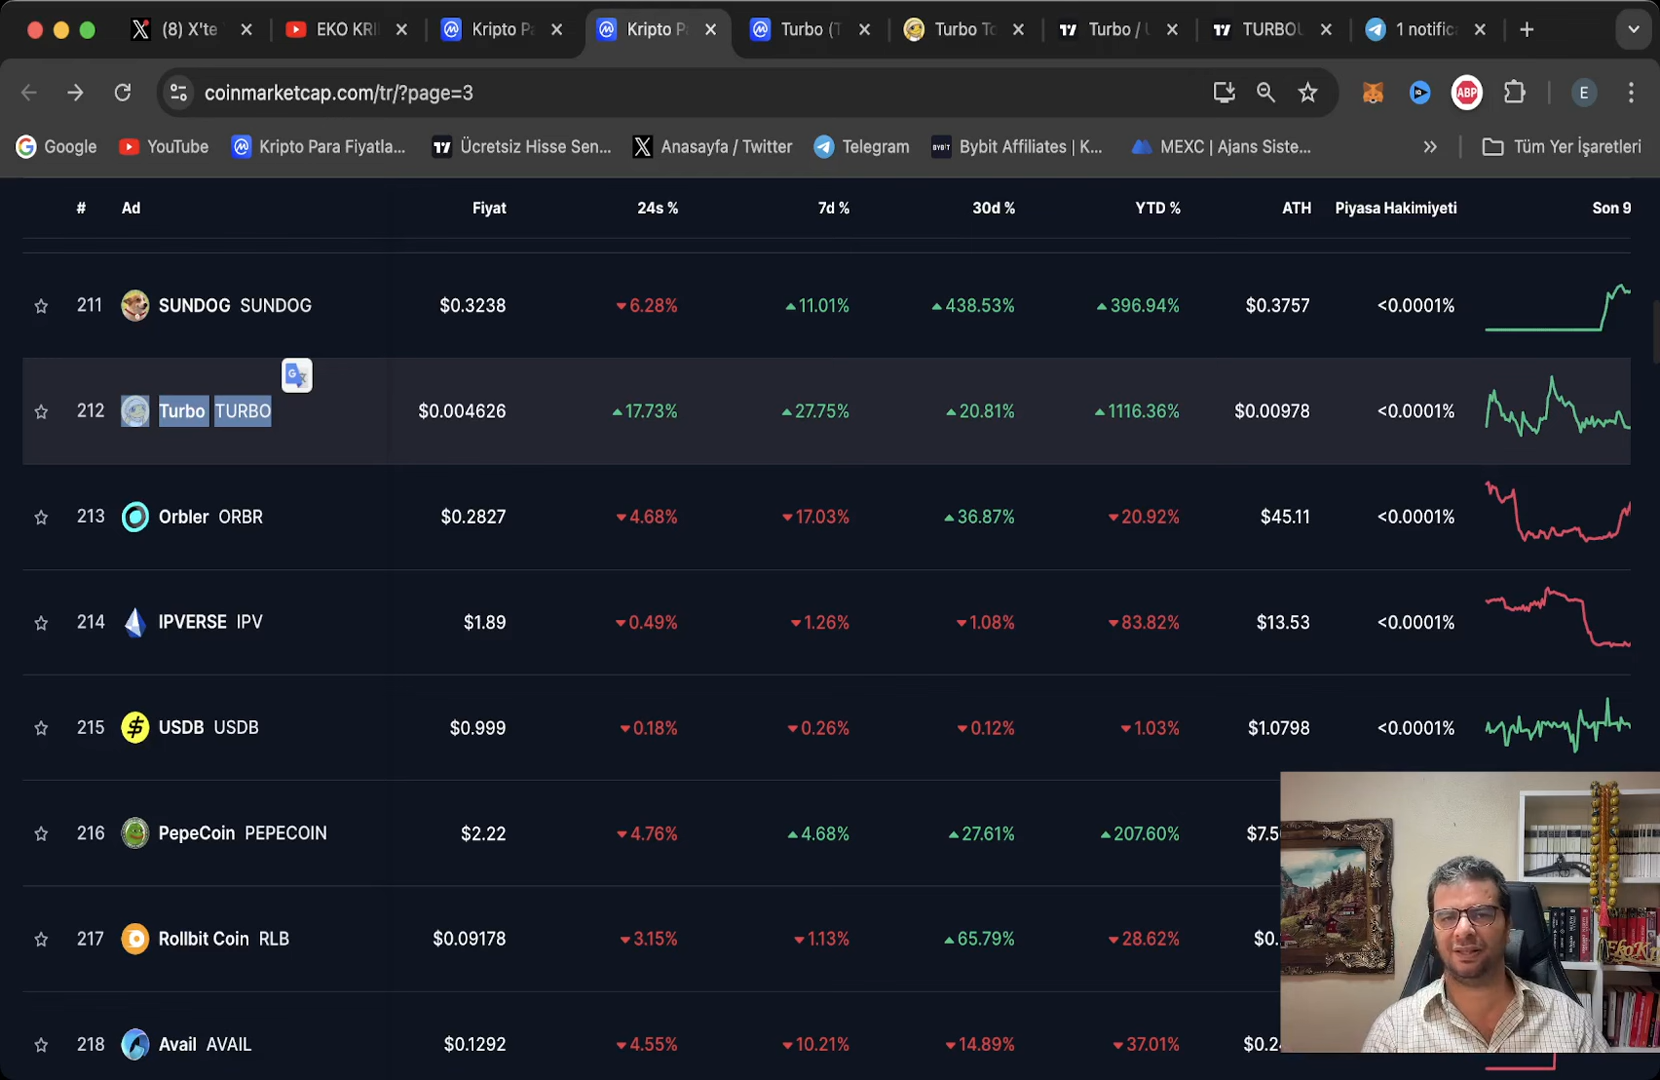 (8) X'te
EKO KRI
Kripto Pa
Kripto P
Turbo (T
Turbo To
Turbo / U
TURBOU
1 notific
coinmarketcap.com/tr/?page=3
ABP
E
Google
YouTube
Kripto Para Fiyatla...
Ücretsiz Hisse Sen...
Anasayfa / Twitter
Telegram
BYBIT Bybit Affiliates | K...
MEXC | Ajans Siste...
Tüm Yer İşaretleri
# Ad Fiyat 24s % 7d % 30d % YTD % ATH Piyasa Hakimiyeti Son 9
211 SUNDOG SUNDOG $0.3238 6.28% 11.01% 438.53% 396.94% $0.3757 <0.0001%
212 Turbo TURBO $0.004626 17.73% 27.75% 20.81% 1116.36% $0.00978 <0.0001%
213 Orbler ORBR $0.2827 4.68% 17.03% 36.87% 20.92% $45.11 <0.0001%
214 IPVERSE IPV $1.89 0.49% 1.26% 1.08% 83.82% $13.53 <0.0001%
215 USDB USDB $0.999 0.18% 0.26% 0.12% 1.03% $1.0798 <0.0001%
216 PepeCoin PEPECOIN $2.22 4.76% 4.68% 27.61% 207.60% $7.5
217 Rollbit Coin RLB $0.09178 3.15% 1.13% 65.79% 28.62% $0.
218 Avail AVAIL $0.1292 4.55% 10.21% 14.89% 37.01% $0.2